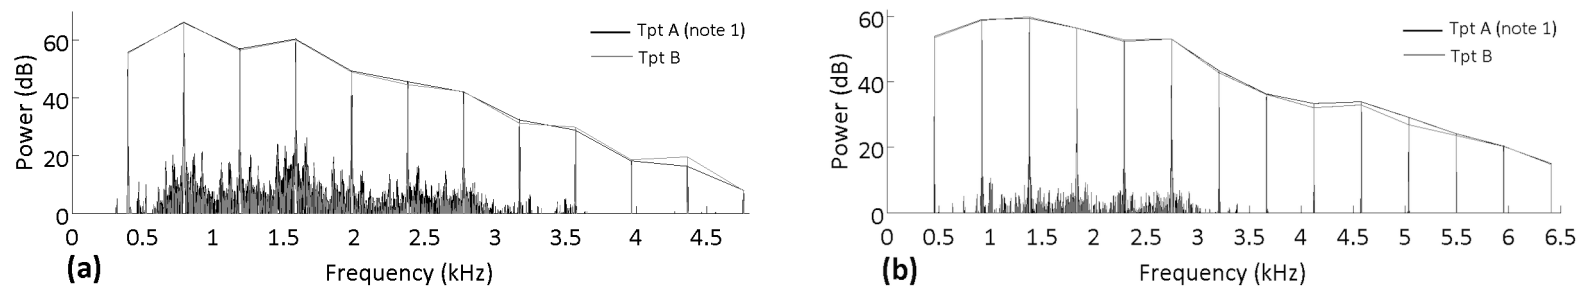 Tpt A (note 1)
Tpt B
Power (dB)
60
40
20
0
0 0.5 1 1.5 2 2.5 3 3.5 4 4.5
Frequency (kHz)
(a)
Tpt A (note 1)
Tpt B
Power (dB)
60
40
20
0
0 0.5 1 1.5 2 2.5 3 3.5 4 4.5 5 5.5 6 6.5
Frequency (kHz)
(b)